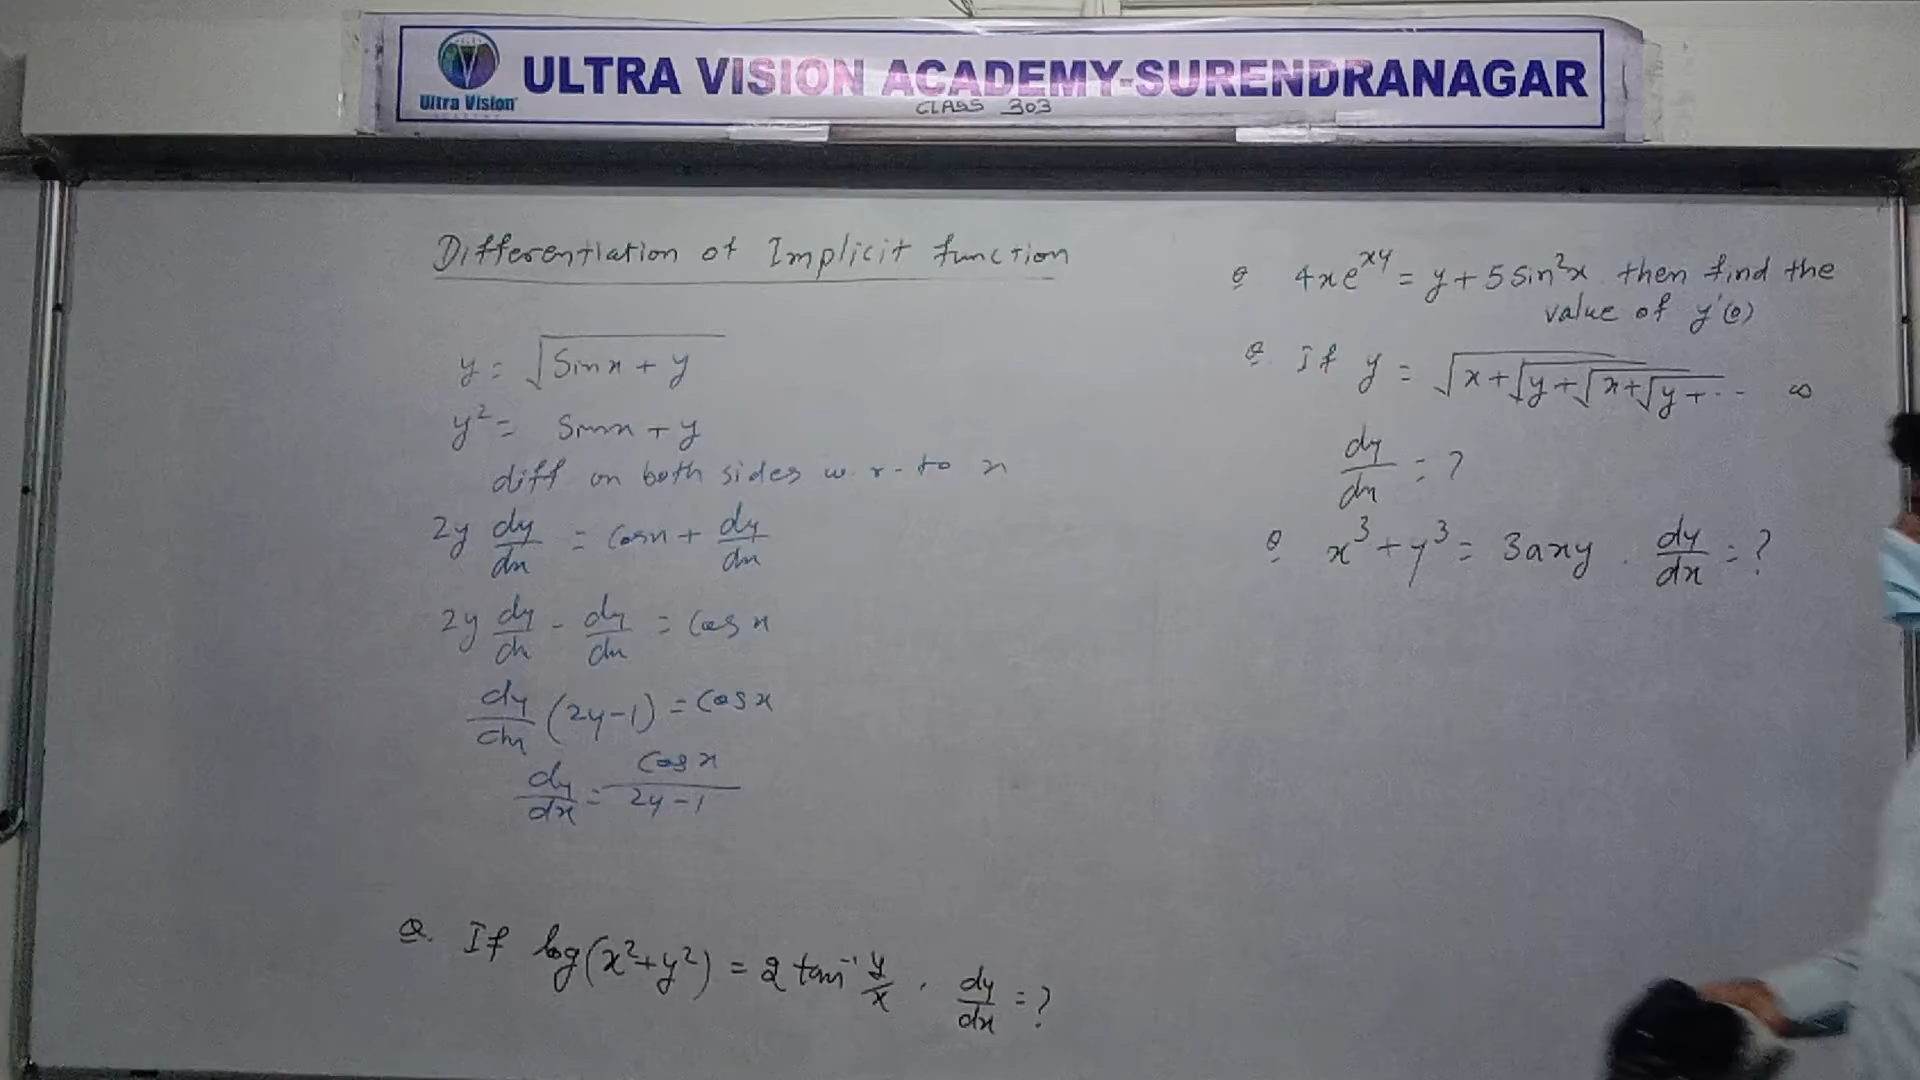 Ultra Vision
ULTRA VISION ACADEMY-SURENDRANAGAR
CLASS 303
Differentiation of Implicit function
y = √(Sinx + y)
y² = Sinx + y
diff on both sides w.r. to x
2y dy/dx = Cosx + dy/dx
2y dy/dx - dy/dx = Cos x
dy/dx (2y-1) = Cos x
dy/dx = Cos x / 2y-1
Q. If log(x²+y²) = 2 tan⁻¹ y/x . dy/dx = ?
Q 4xe^xy = y + 5 Sin²x then find the
value of y'(0)
Q. If y = √x+√y+√x+√y+... ∞
dy/dx = ?
Q x³ + y³ = 3axy . dy/dx = ?